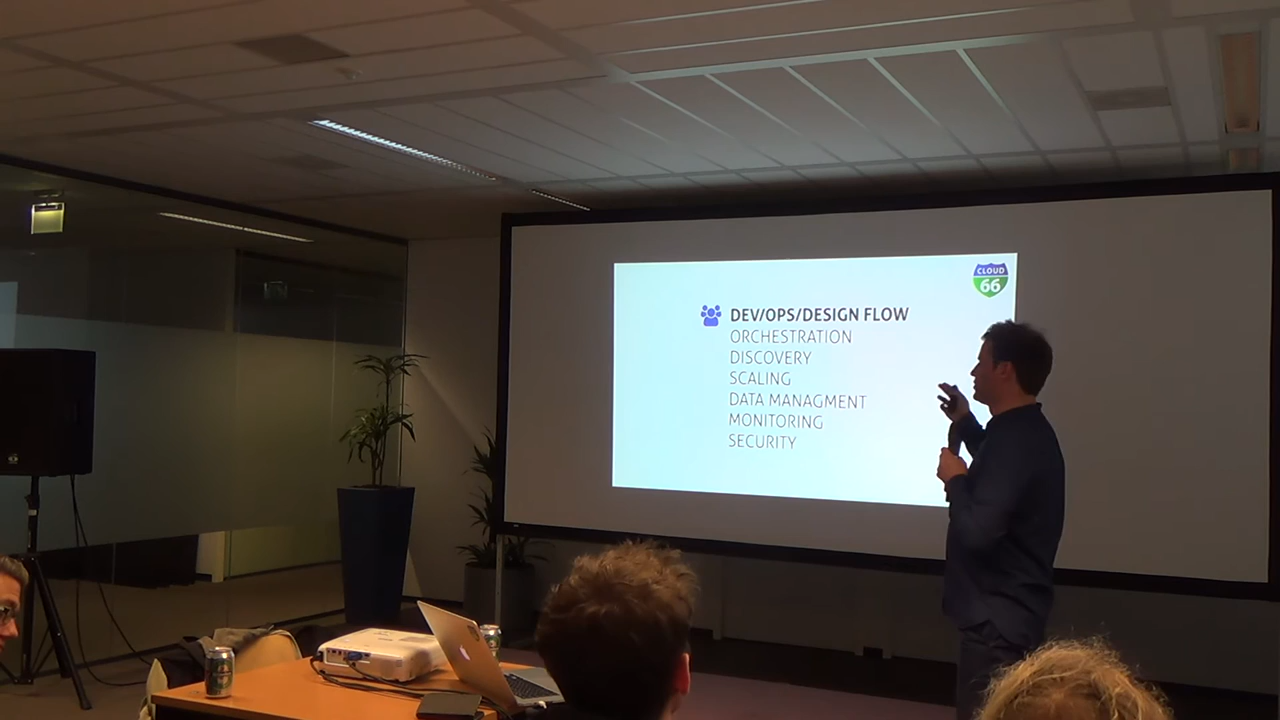 CLOUD
66
DEV/OPS/DESIGN FLOW
ORCHESTRATION
DISCOVERY
SCALING
DATA MANAGMENT
MONITORING
SECURITY